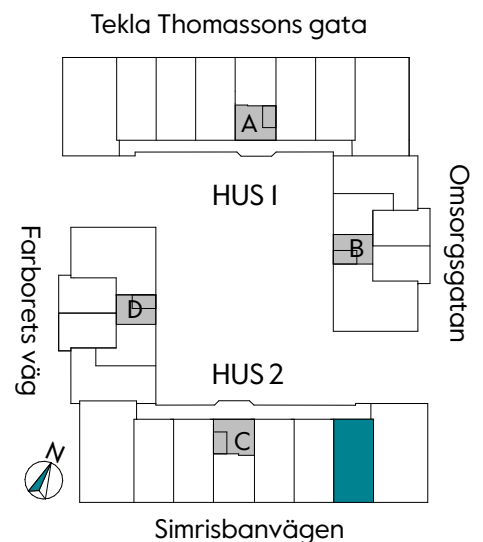 Tekla Thomassons gata
A
HUS 1
B
Omsorgsgatan
Farborets väg
D
HUS 2
C
N
Simrisbanvägen